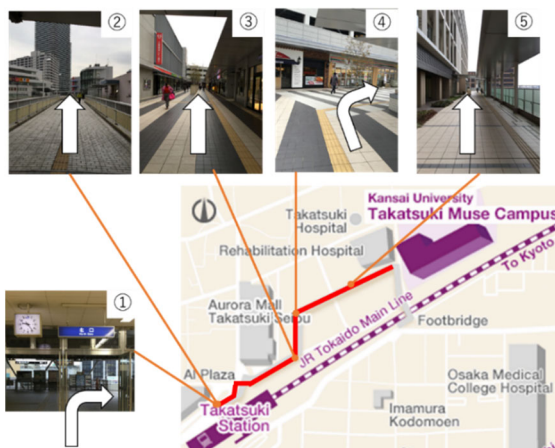 ②
③
④
⑤
①
Kansai University
Takatsuki Muse Campus
Takatsuki
Hospital
Rehabilitation Hospital
To Kyoto
Aurora Mall
Takatsuki Seibu
JR Tokaido Main Line
Footbridge
Al Plaza
Takatsuki
Station
Imamura
Kodomoen
Osaka Medical
College Hospital